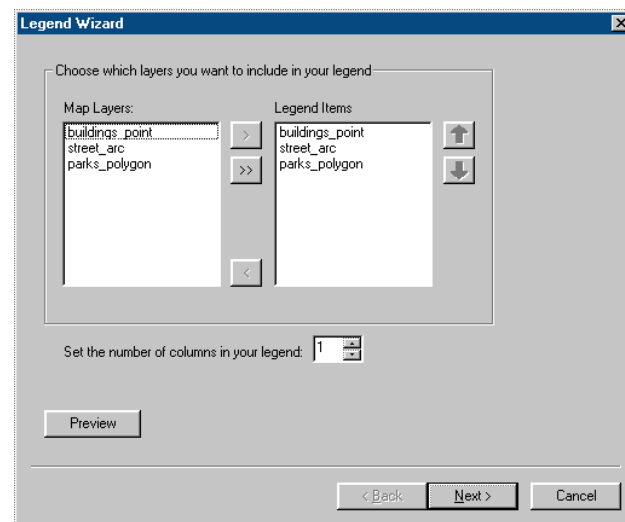 Legend Wizard
Choose which layers you want to include in your legend
Map Layers:
buildings_point
street_arc
parks_polygon
>
>>
<
Legend Items
buildings_point
street_arc
parks_polygon
Set the number of columns in your legend: 1
Preview
< Back
Next >
Cancel